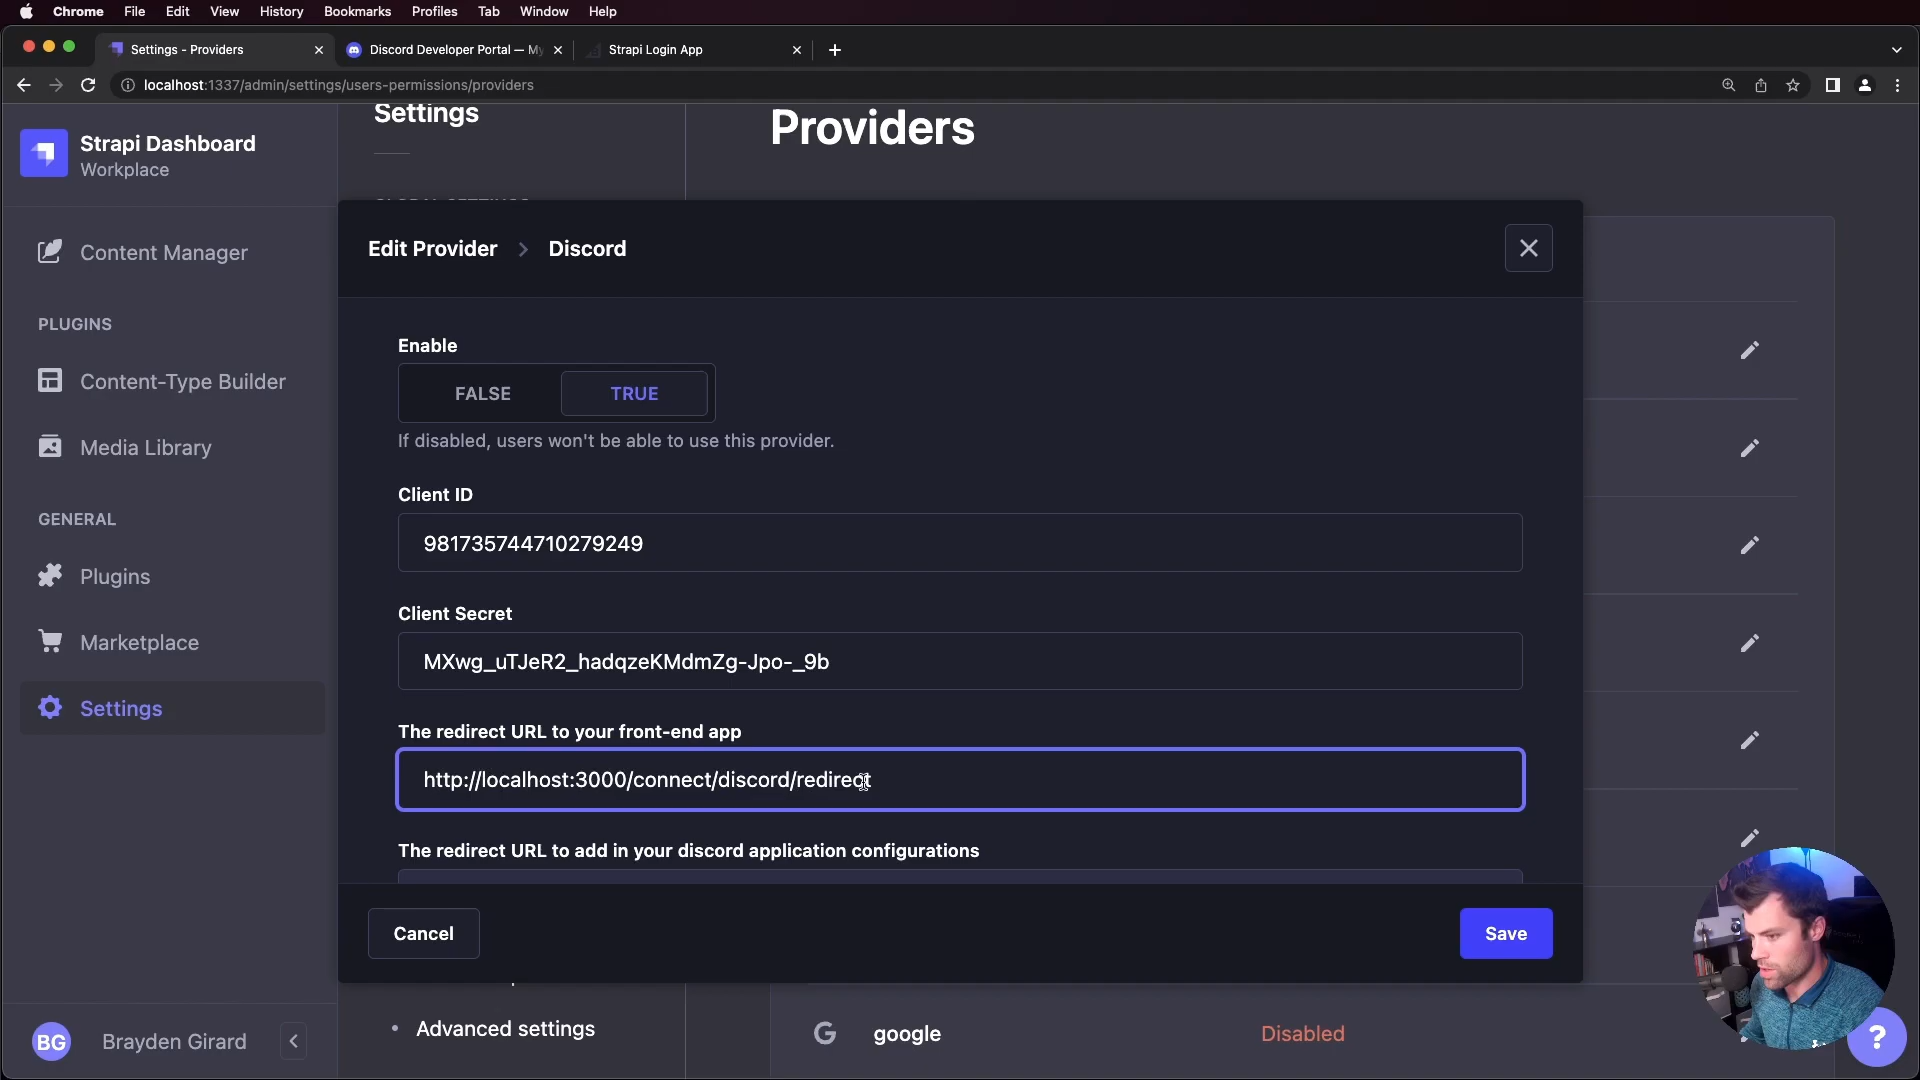 Chrome File Edit View History Bookmarks Profiles Tab Window Help
Settings - Providers
Discord Developer Portal — My
Strapi Login App
localhost:1337/admin/settings/users-permissions/providers
Strapi Dashboard
Workplace
Content Manager
PLUGINS
Content-Type Builder
Media Library
GENERAL
Plugins
Marketplace
Settings
BG Brayden Girard
Settings
Providers
Edit Provider > Discord
Enable
FALSE TRUE
If disabled, users won't be able to use this provider.
Client ID
981735744710279249
Client Secret
MXwg_uTJeR2_hadqzeKMdmZg-Jpo-_9b
The redirect URL to your front-end app
http://localhost:3000/connect/discord/redirect
The redirect URL to add in your discord application configurations
Cancel
Save
Advanced settings
google Disabled
?